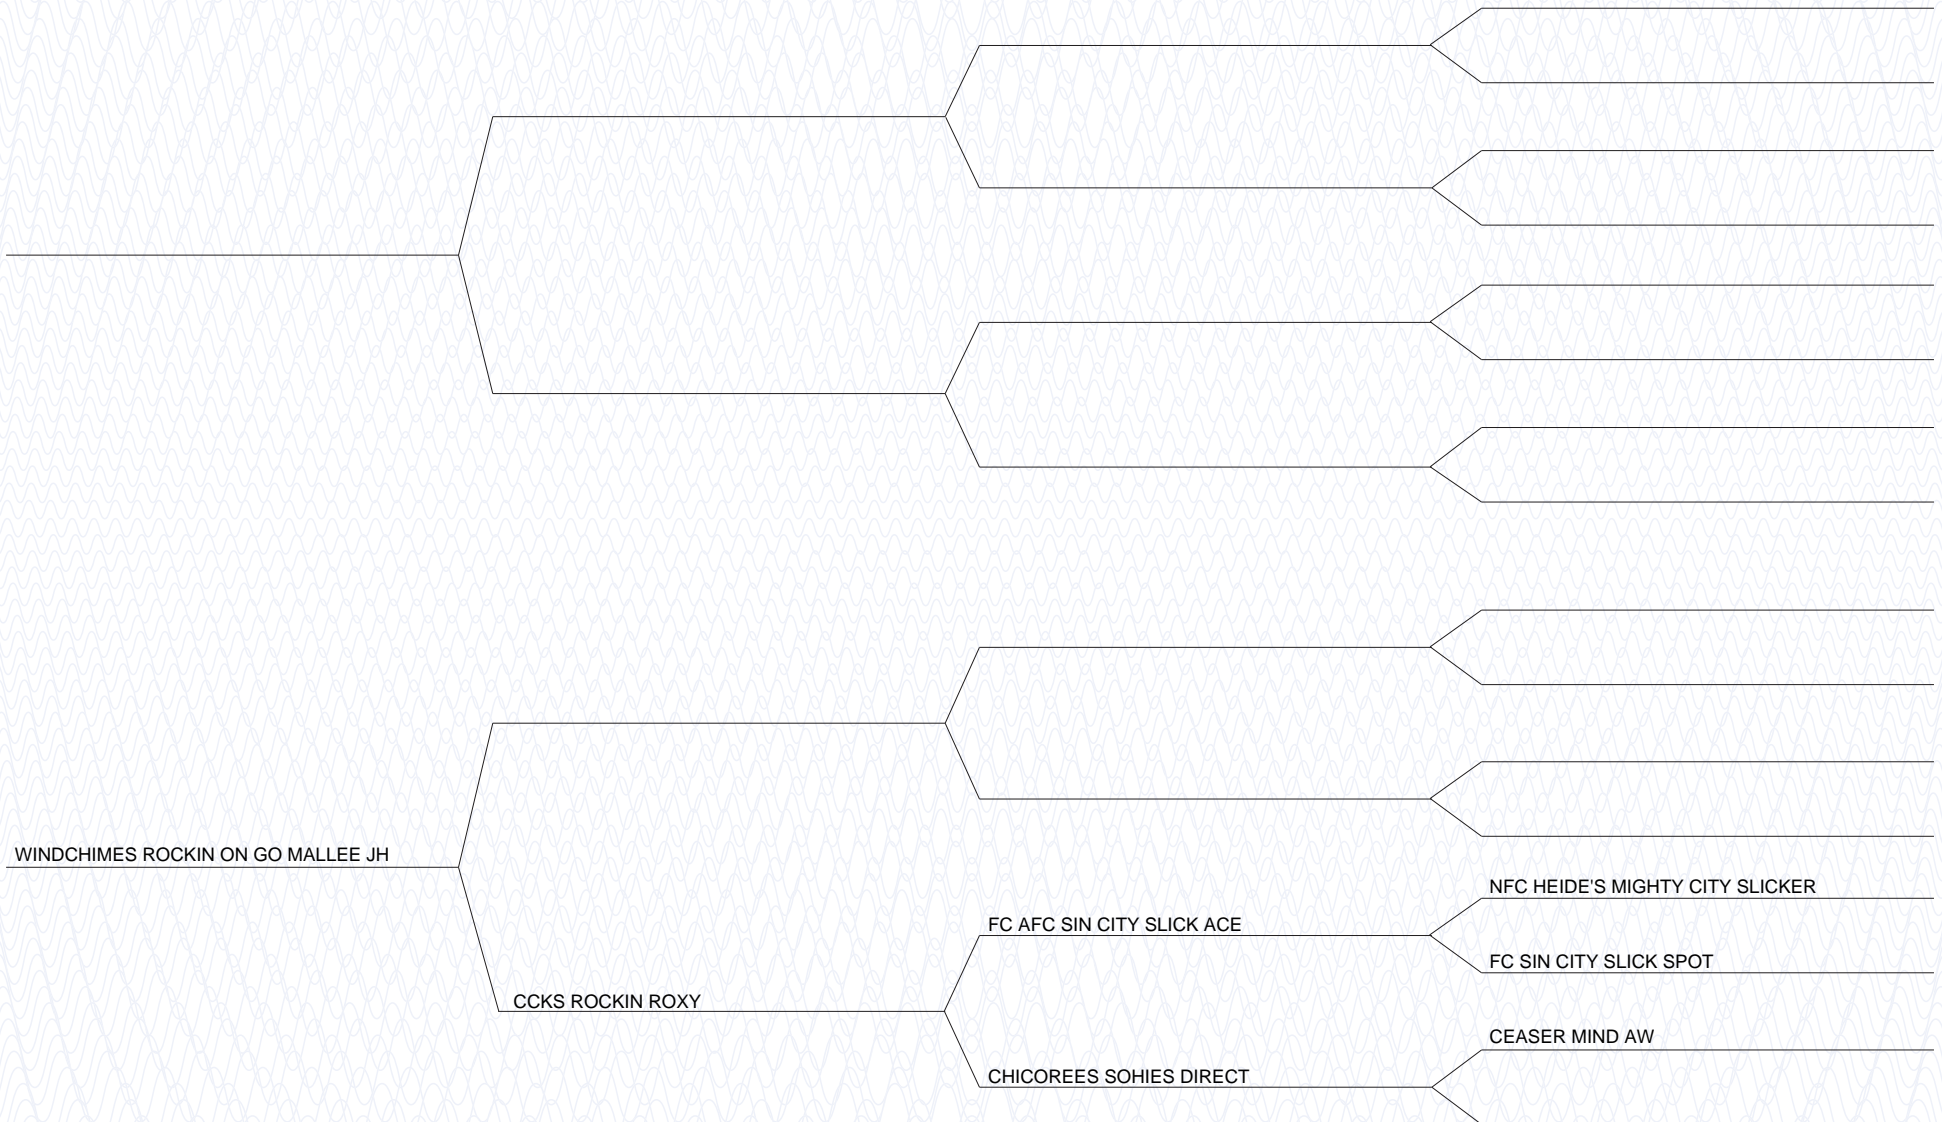 WINDCHIMES ROCKIN ON GO MALLEE JH
NFC HEIDE'S MIGHTY CITY SLICKER
FC AFC SIN CITY SLICK ACE
FC SIN CITY SLICK SPOT
CCKS ROCKIN ROXY
CEASER MIND AW
CHICOREES SOHIES DIRECT